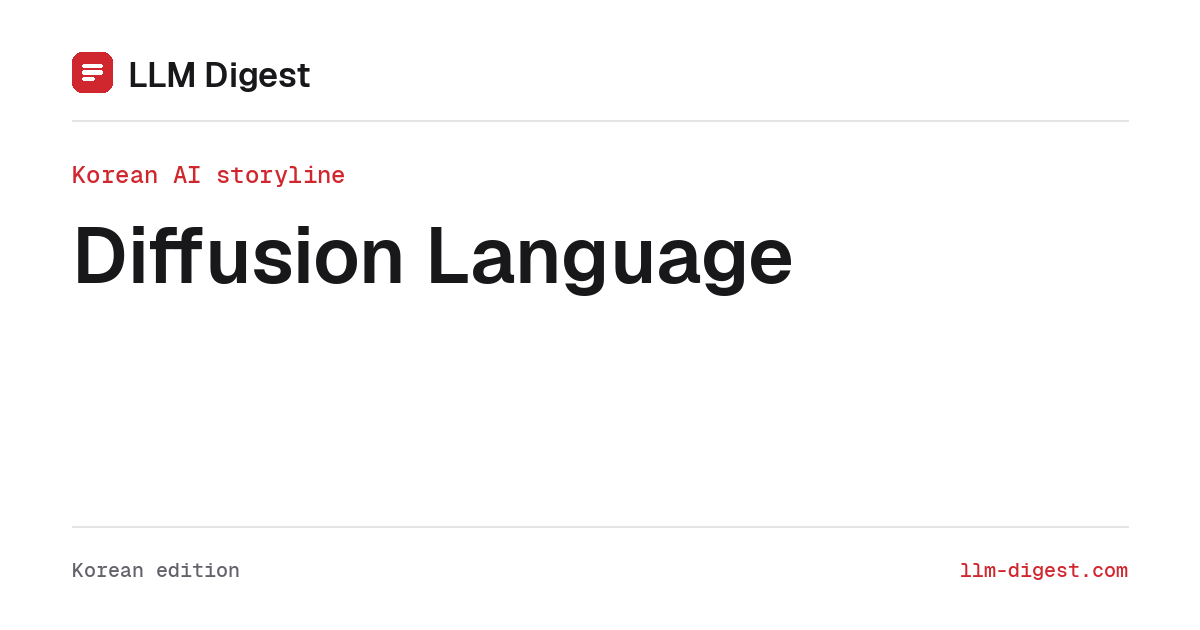 LLM Digest
Korean AI storyline
Diffusion Language
Korean edition
llm-digest.com